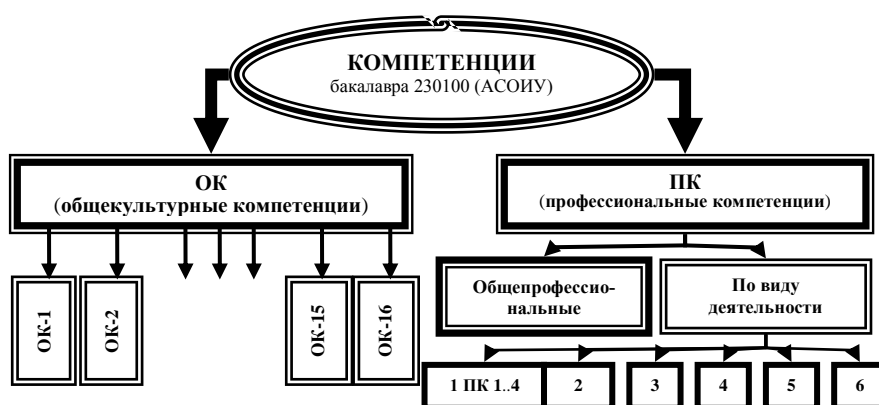 КОМПЕТЕНЦИИ
бакалавра 230100 (АСОИУ)
ОК
(общекультурные компетенции)
ПК
(профессиональные компетенции)
ОК-1
ОК-2
ОК-15
ОК-16
Общепрофессио-
нальные
По виду
деятельности
1 ПК 1..4
2
3
4
5
6